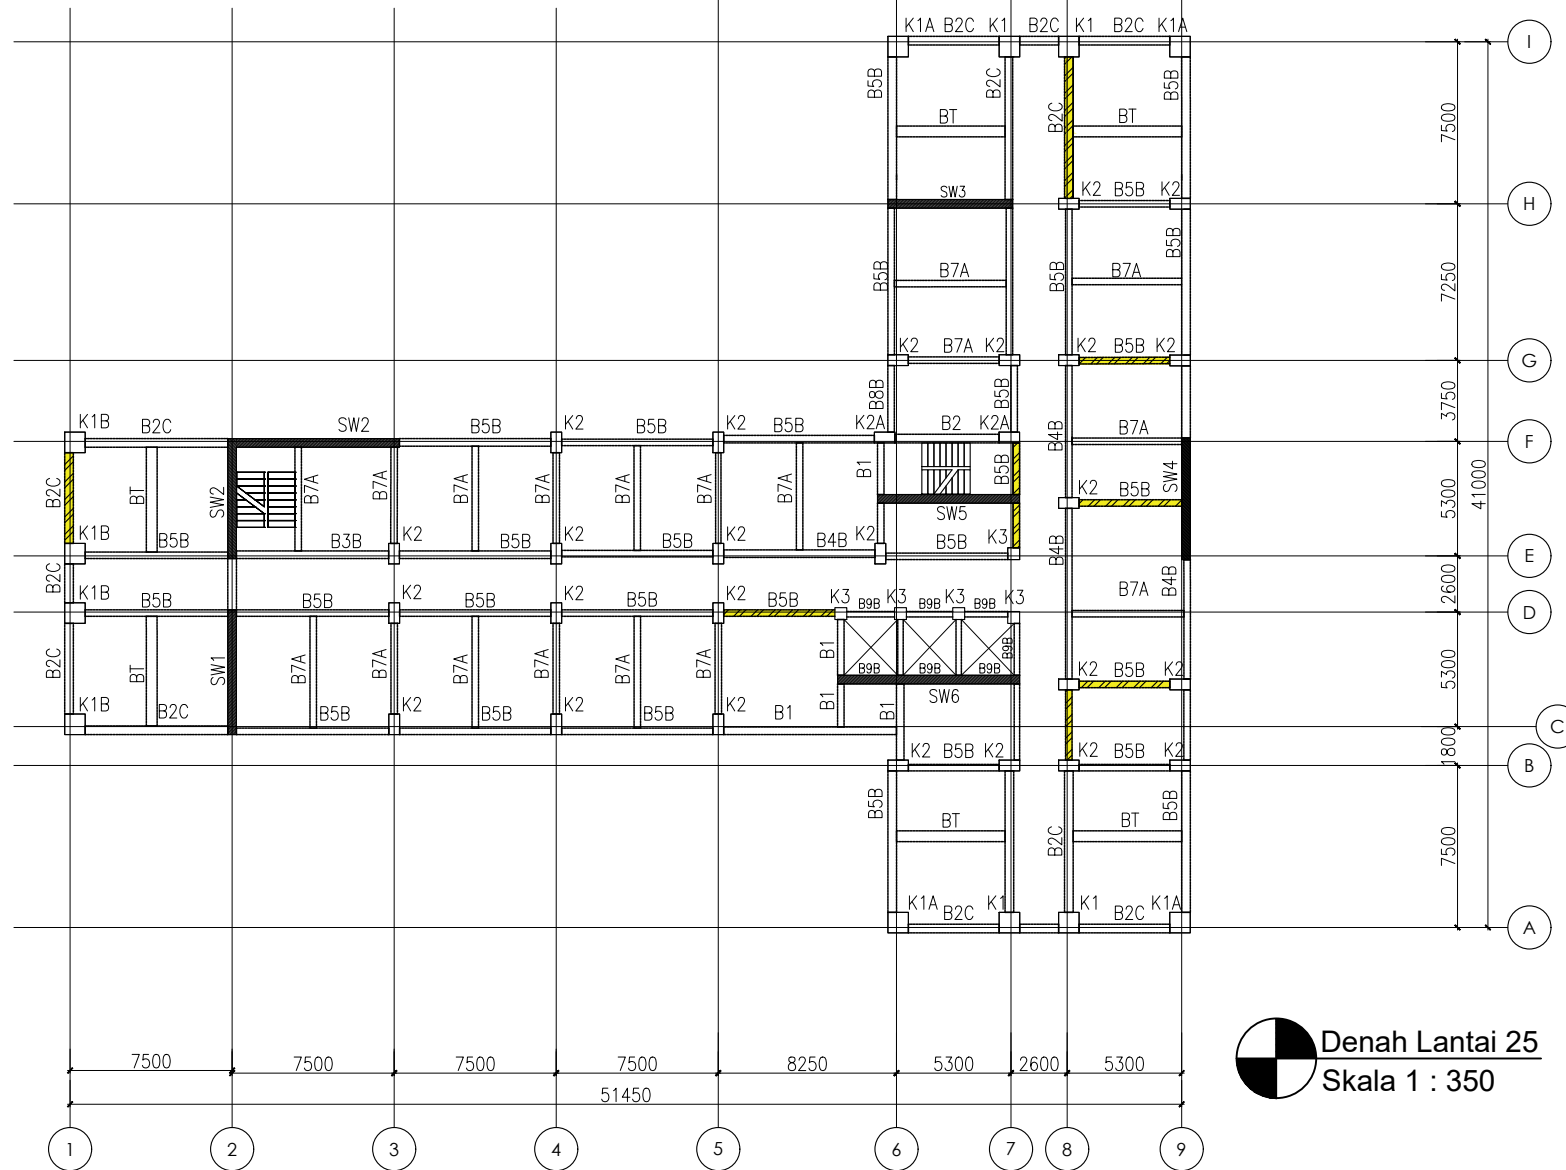 K1A B2C K1 B2C K1 B2C K1A
I
B5B B2C B2C B5B
BT BT
7500
SW3 K2 B5B K2
H
B5B B5B B5B
B7A B7A
7250
K2 B7A K2 K2 B5B K2
G
B8B B5B
3750
K1B B2C SW2 B5B K2 B5B K2 B5B K2A B2 K2A B4B B7A
F
B2C BT SW2 B7A B7A B7A B7A B7A B7A B7A B1 B5B K2 B5B SW4
SW5
5300
41000
K1B B5B B3B K2 B5B K2 B5B K2 B4B K2 B5B K3
E
B2C B4B B4B
2600
K1B B5B B5B K2 B5B K2 B5B K2 B5B K3 B9B K3 B9B K3 B9B K3 B7A
D
B2C BT SW1 B7A B7A B7A B7A B7A B7A B1 B9B B9B B9B B9B
5300
SW6 K2 B5B K2
K1B B2C B5B K2 B5B K2 B5B K2 B1 B1 B1
C
1800
K2 B5B K2 K2 B5B K2
B
B5B B2C B5B
BT BT
7500
K1A B2C K1 K1 B2C K1A
A
Denah Lantai 25
Skala 1 : 350
7500 7500 7500 7500 8250 5300 2600 5300
51450
1 2 3 4 5 6 7 8 9